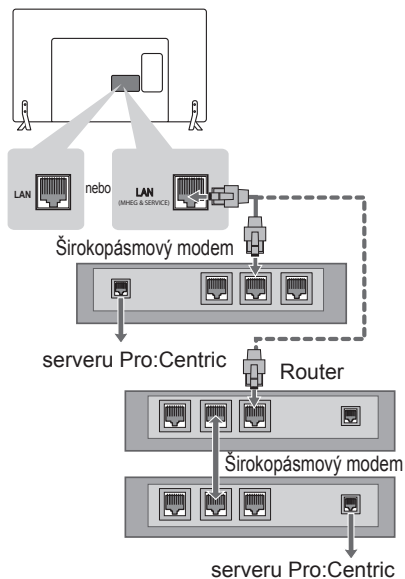 LAN
nebo
LAN
(MHEG & SERVICE)
Širokopásmový modem
serveru Pro:Centric
Router
Širokopásmový modem
serveru Pro:Centric